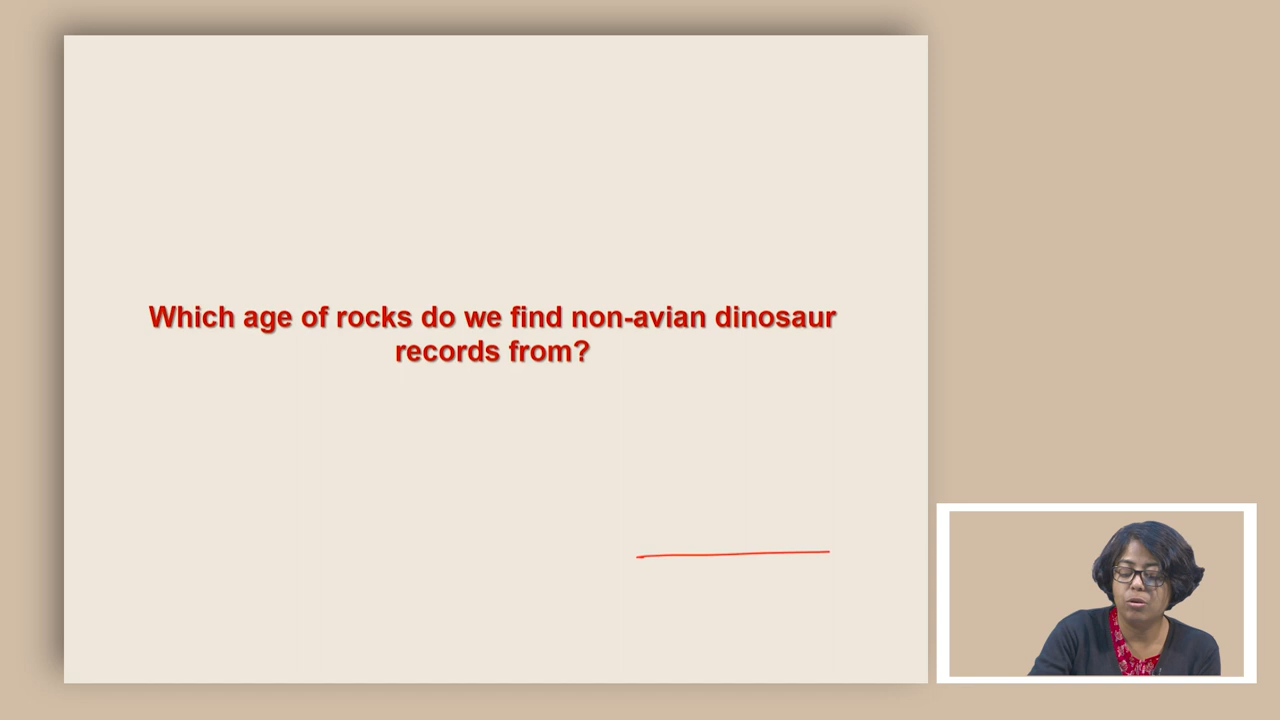 Which age of rocks do we find non-avian dinosaur
records from?